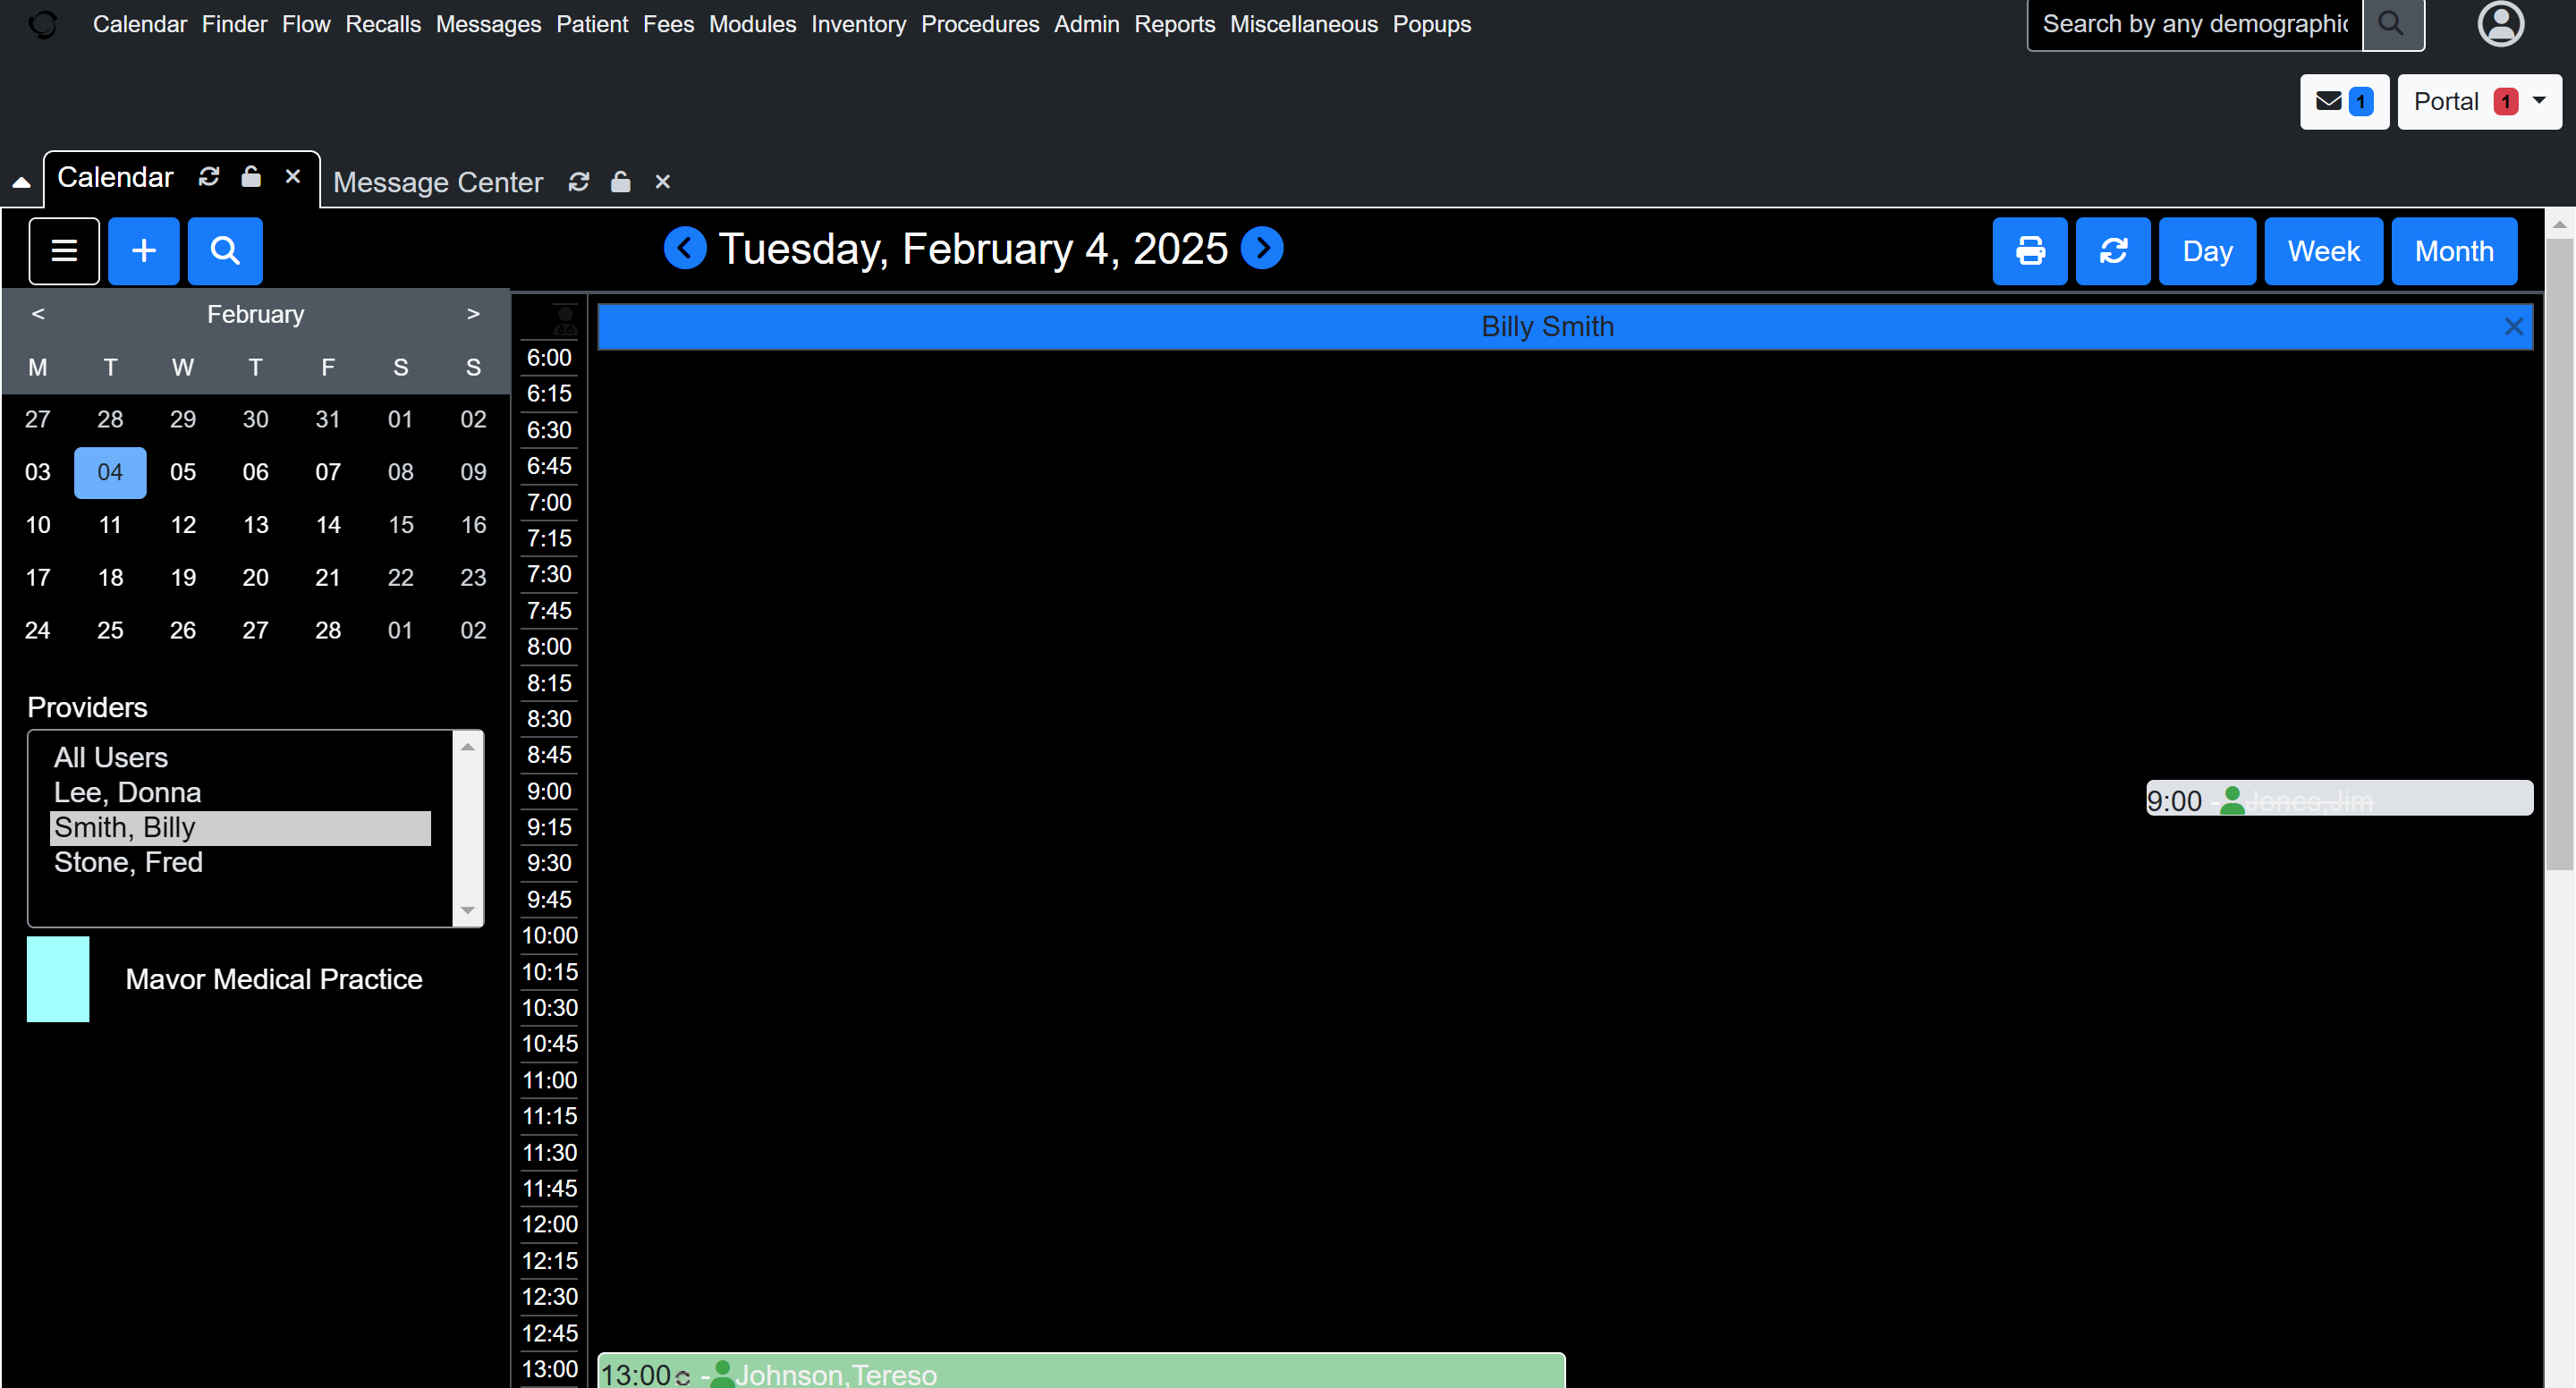 Calendar Finder Flow Recalls Messages Patient Fees Modules Inventory Procedures Admin Reports Miscellaneous Popups
Search by any demographic
1
Portal 1
Calendar
Message Center
Tuesday, February 4, 2025
Day Week Month
< February >
M T W T F S S
27 28 29 30 31 01 02
03 04 05 06 07 08 09
10 11 12 13 14 15 16
17 18 19 20 21 22 23
24 25 26 27 28 01 02
Providers
All Users
Lee, Donna
Smith, Billy
Stone, Fred
Mavor Medical Practice
Billy Smith
6:00
6:15
6:30
6:45
7:00
7:15
7:30
7:45
8:00
8:15
8:30
8:45
9:00
9:15
9:30
9:45
10:00
10:15
10:30
10:45
11:00
11:15
11:30
11:45
12:00
12:15
12:30
12:45
13:00
9:00 - Jones,Jim
13:00 - Johnson,Tereso